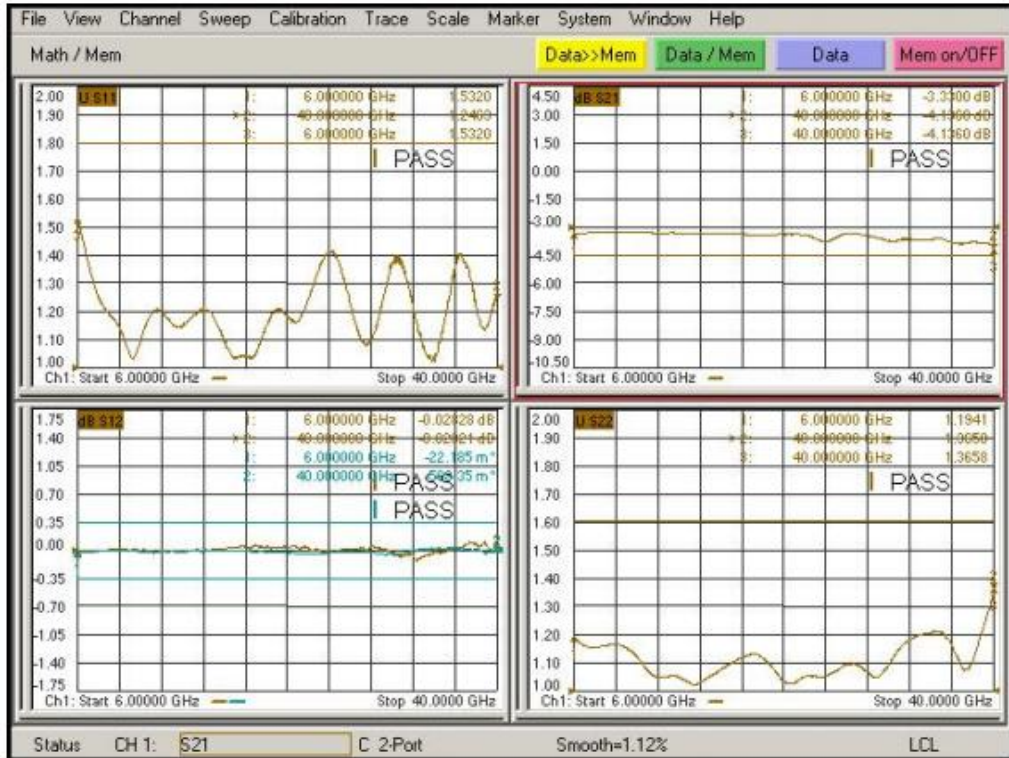 File View Channel Sweep Calibration Trace Scale Marker System Window Help
Math / Mem Data>>Mem Data / Mem Data Mem on/OFF
2.00 U S11 1: 6.000000 GHz 1.5320
1.90 > 2: 40.000000 GHz
3: 6.000000 GHz 1.5320
1.80
PASS
1.70
1.60
1.50
1.40
1.30
1.20
1.10
1.00
Ch1: Start 6.00000 GHz Stop 40.0000 GHz
4.50 dB S21 1: 6.000000 GHz dB
3.00 > 2: 40.000000 GHz dB
3: 40.000000 GHz -4.1360 dB
1.50
PASS
0.00
-1.50
-3.00
-4.50
-6.00
-7.50
-9.00
-10.50
Ch1: Start 6.00000 GHz Stop 40.0000 GHz
1.75 dB S12 1: 6.000000 GHz dB
1.40 > 2: 40.000000 GHz
1: 6.000000 GHz -22.185 m°
1.05 2: 40.000000 GHz
PASS
0.70
PASS
0.35
0.00
-0.35
-0.70
-1.05
-1.40
-1.75
Ch1: Start 6.00000 GHz Stop 40.0000 GHz
2.00 U S22 1: 6.000000 GHz 1.1941
1.90 > 2: 40.000000 GHz
3: 40.000000 GHz 1.3658
1.80
PASS
1.70
1.60
1.50
1.40
1.30
1.20
1.10
1.00
Ch1: Start 6.00000 GHz Stop 40.0000 GHz
Status CH 1: S21 C 2-Port Smooth=1.12% LCL